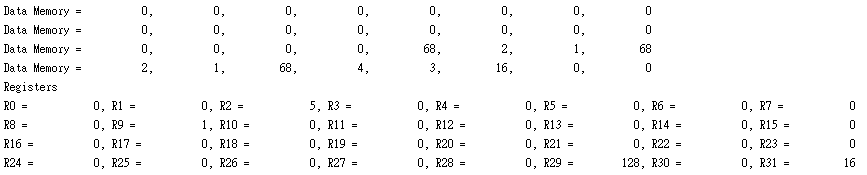 Data Memory = 0, 0, 0, 0, 0, 0, 0, 0
Data Memory = 0, 0, 0, 0, 0, 0, 0, 0
Data Memory = 0, 0, 0, 0, 68, 2, 1, 68
Data Memory = 2, 1, 68, 4, 3, 16, 0, 0
Registers
R0 = 0, R1 = 0, R2 = 5, R3 = 0, R4 = 0, R5 = 0, R6 = 0, R7 = 0
R8 = 0, R9 = 1, R10 = 0, R11 = 0, R12 = 0, R13 = 0, R14 = 0, R15 = 0
R16 = 0, R17 = 0, R18 = 0, R19 = 0, R20 = 0, R21 = 0, R22 = 0, R23 = 0
R24 = 0, R25 = 0, R26 = 0, R27 = 0, R28 = 0, R29 = 128, R30 = 0, R31 = 16